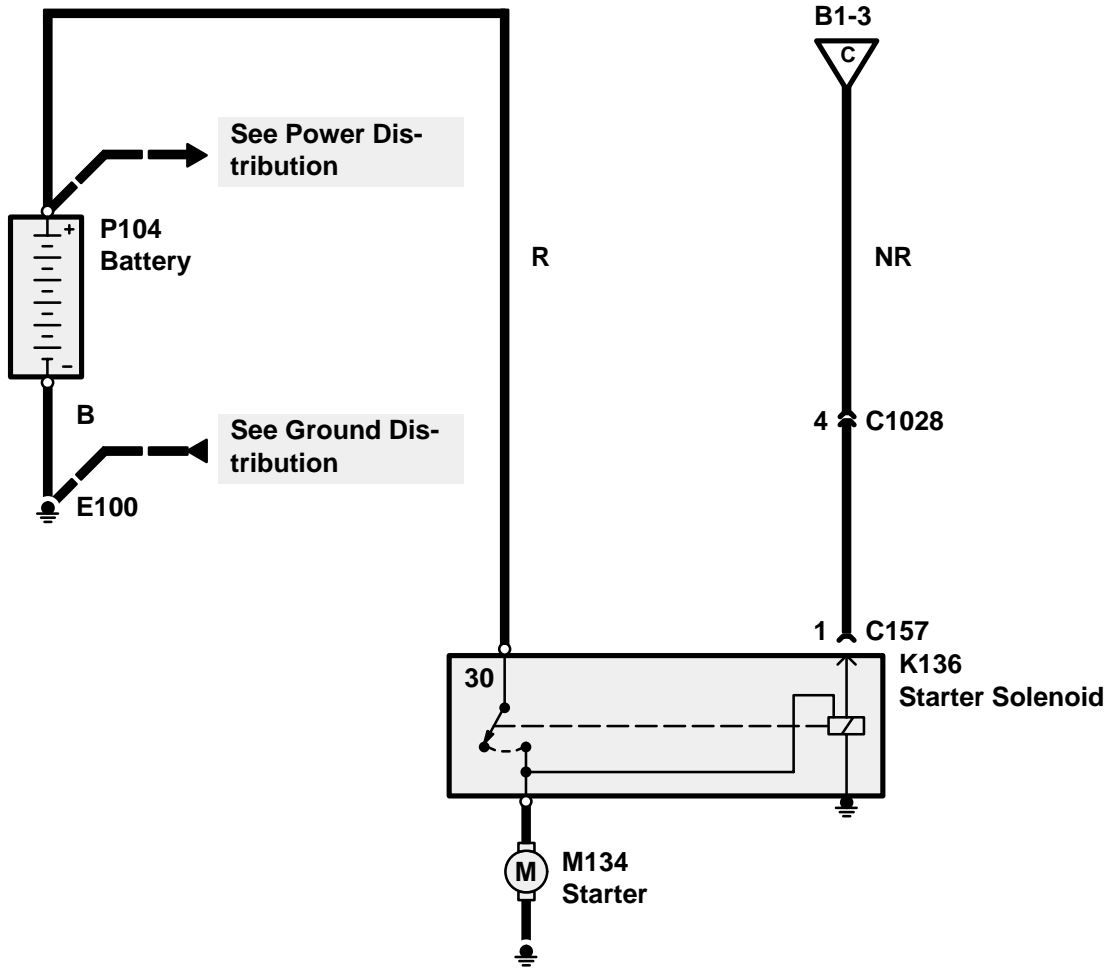 B1-3
C
See Power Dis-
tribution
P104
Battery
+
-
R
NR
B
See Ground Dis-
tribution
4 C1028
E100
1 C157
30
K136
Starter Solenoid
M
M134
Starter